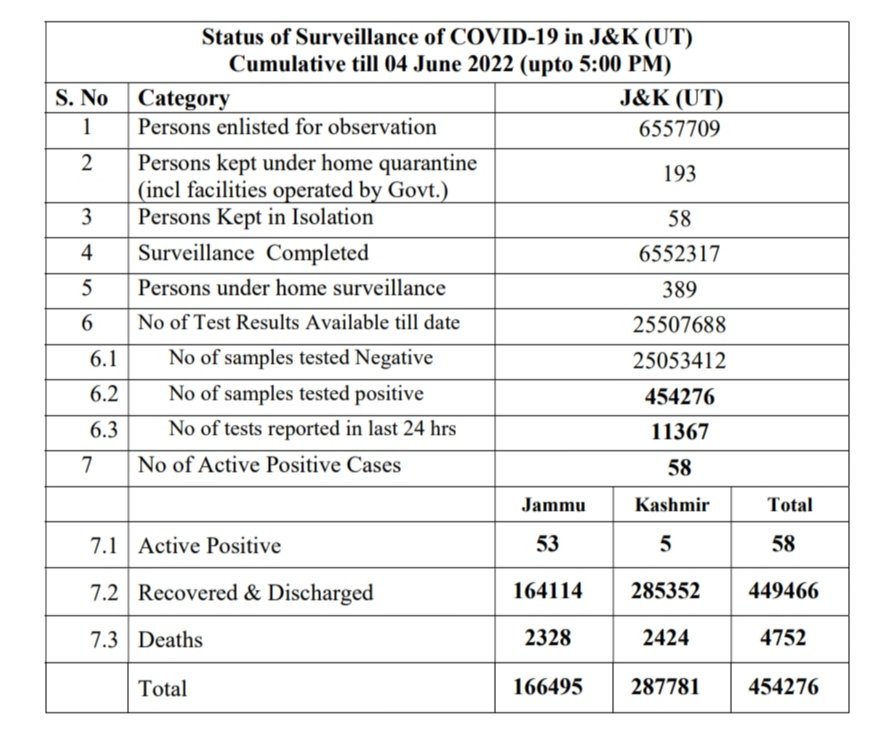 Status of Surveillance of COVID-19 in J&K (UT)
Cumulative till 04 June 2022 (upto 5:00 PM)
S. No Category J&K (UT)
1 Persons enlisted for observation 6557709
2 Persons kept under home quarantine
(incl facilities operated by Govt.) 193
3 Persons Kept in Isolation 58
4 Surveillance Completed 6552317
5 Persons under home surveillance 389
6 No of Test Results Available till date 25507688
6.1 No of samples tested Negative 25053412
6.2 No of samples tested positive 454276
6.3 No of tests reported in last 24 hrs 11367
7 No of Active Positive Cases 58
Jammu Kashmir Total
7.1 Active Positive 53 5 58
7.2 Recovered & Discharged 164114 285352 449466
7.3 Deaths 2328 2424 4752
Total 166495 287781 454276